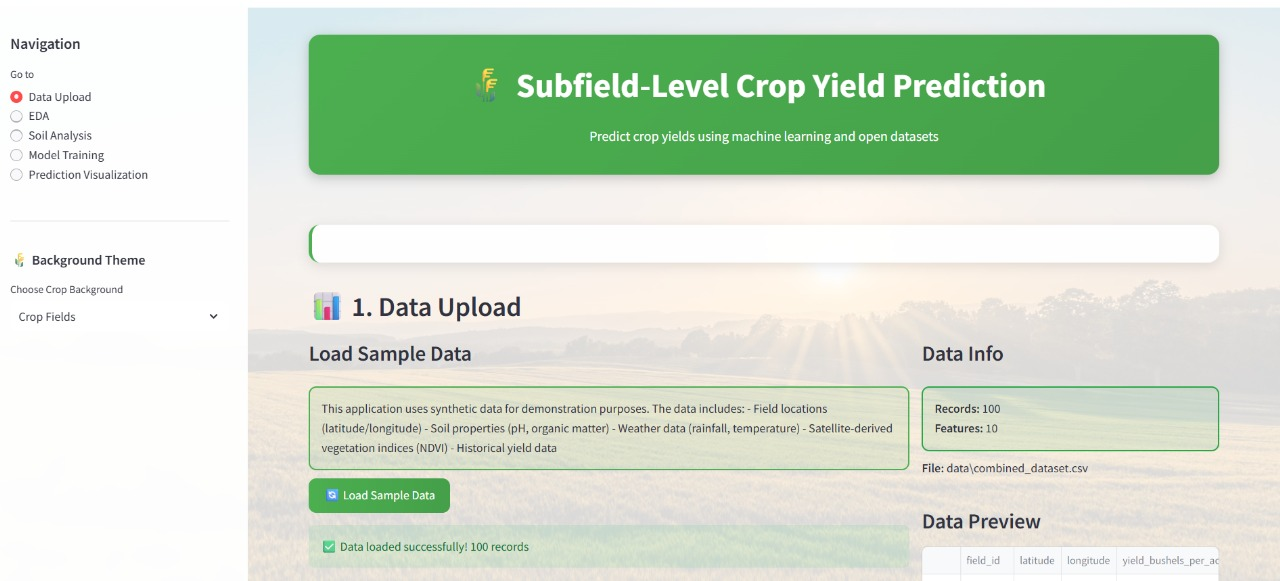 Navigation
Go to
Data Upload
EDA
Soil Analysis
Model Training
Prediction Visualization
Background Theme
Choose Crop Background
Crop Fields
Subfield-Level Crop Yield Prediction
Predict crop yields using machine learning and open datasets
1. Data Upload
Load Sample Data
This application uses synthetic data for demonstration purposes. The data includes: - Field locations
(latitude/longitude) - Soil properties (pH, organic matter) - Weather data (rainfall, temperature) - Satellite-derived
vegetation indices (NDVI) - Historical yield data
Load Sample Data
Data loaded successfully! 100 records
Data Info
Records: 100
Features: 10
File: data\combined_dataset.csv
Data Preview
field_id latitude longitude yield_bushels_per_ac